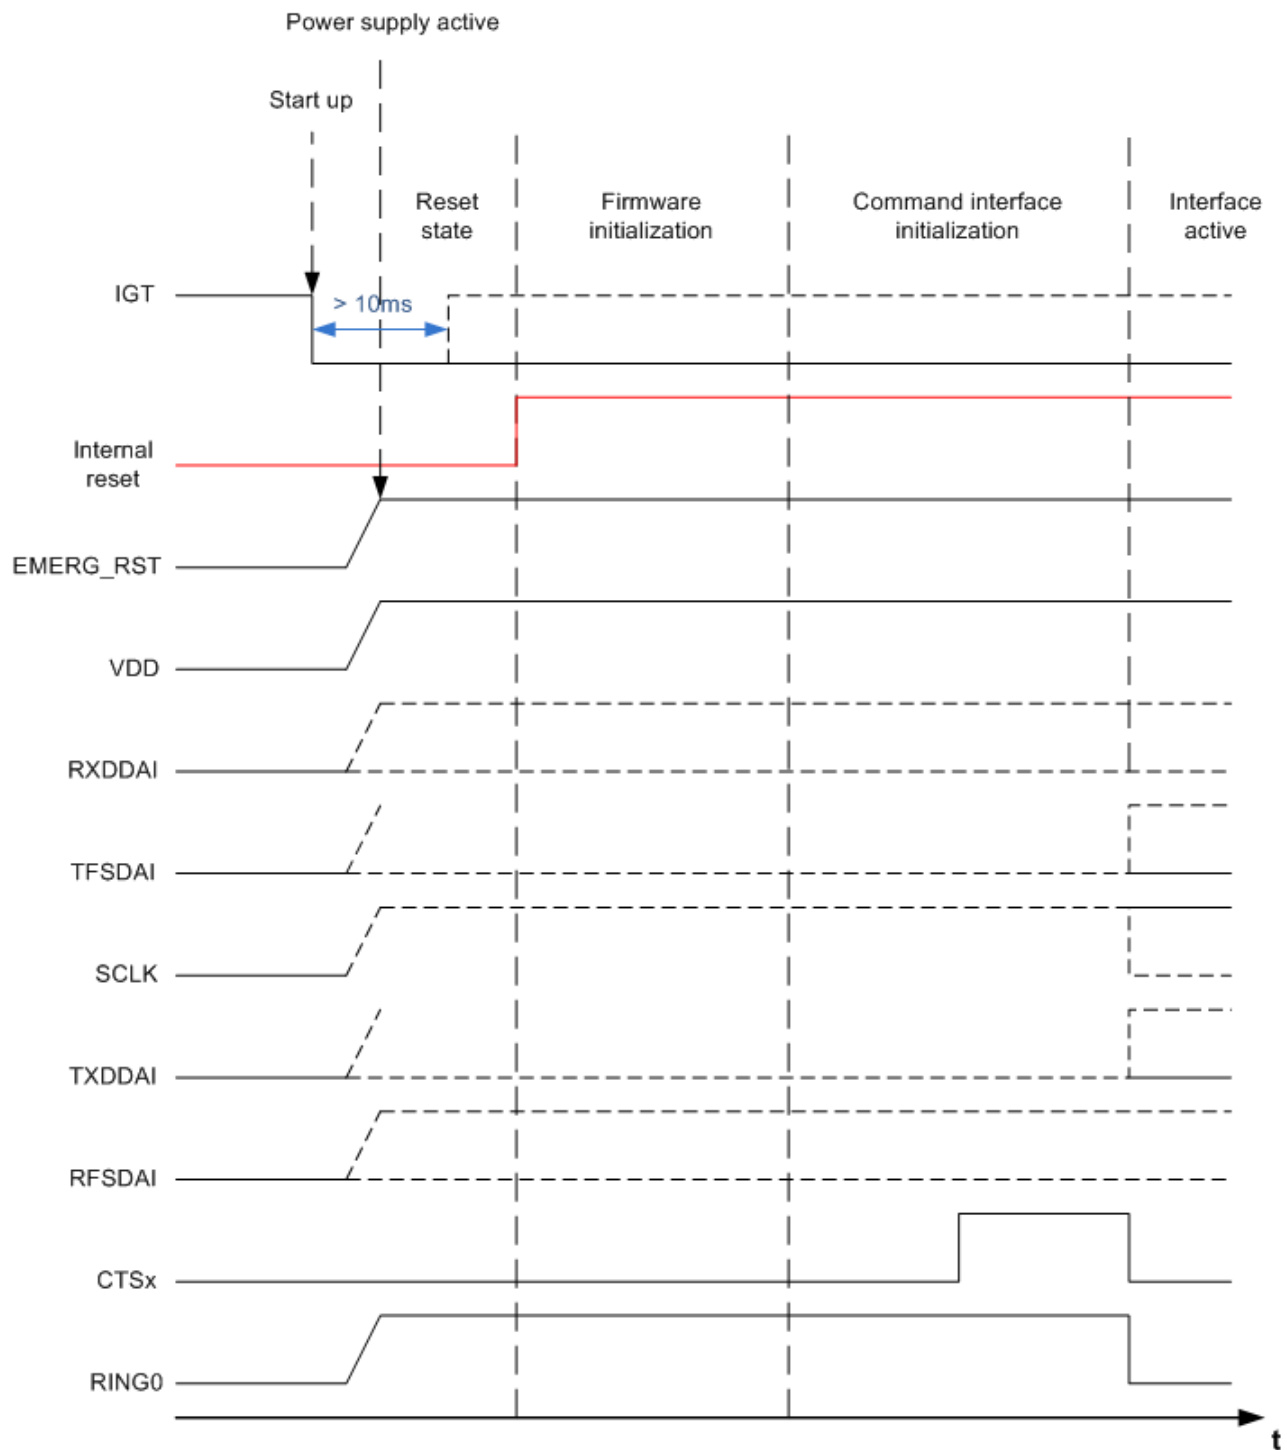 Power supply active
Start up
Reset
state
Firmware
initialization
Command interface
initialization
Interface
active
IGT
> 10ms
Internal
reset
EMERG_RST
VDD
RXDDAI
TFSDAI
SCLK
TXDDAI
RFSDAI
CTSx
RING0
t